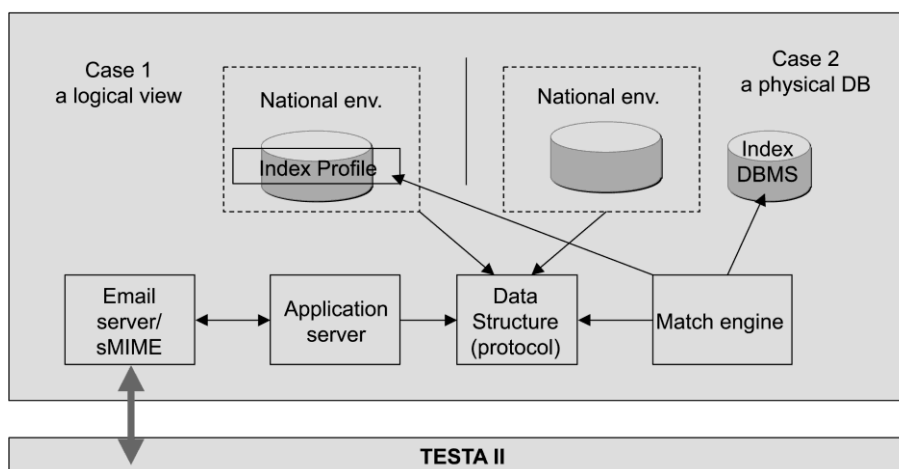 Case 1
a logical view
National env.
Index Profile
National env.
Case 2
a physical DB
Index
DBMS
Email
server/
sMIME
Application
server
Data
Structure
(protocol)
Match engine
TESTA II